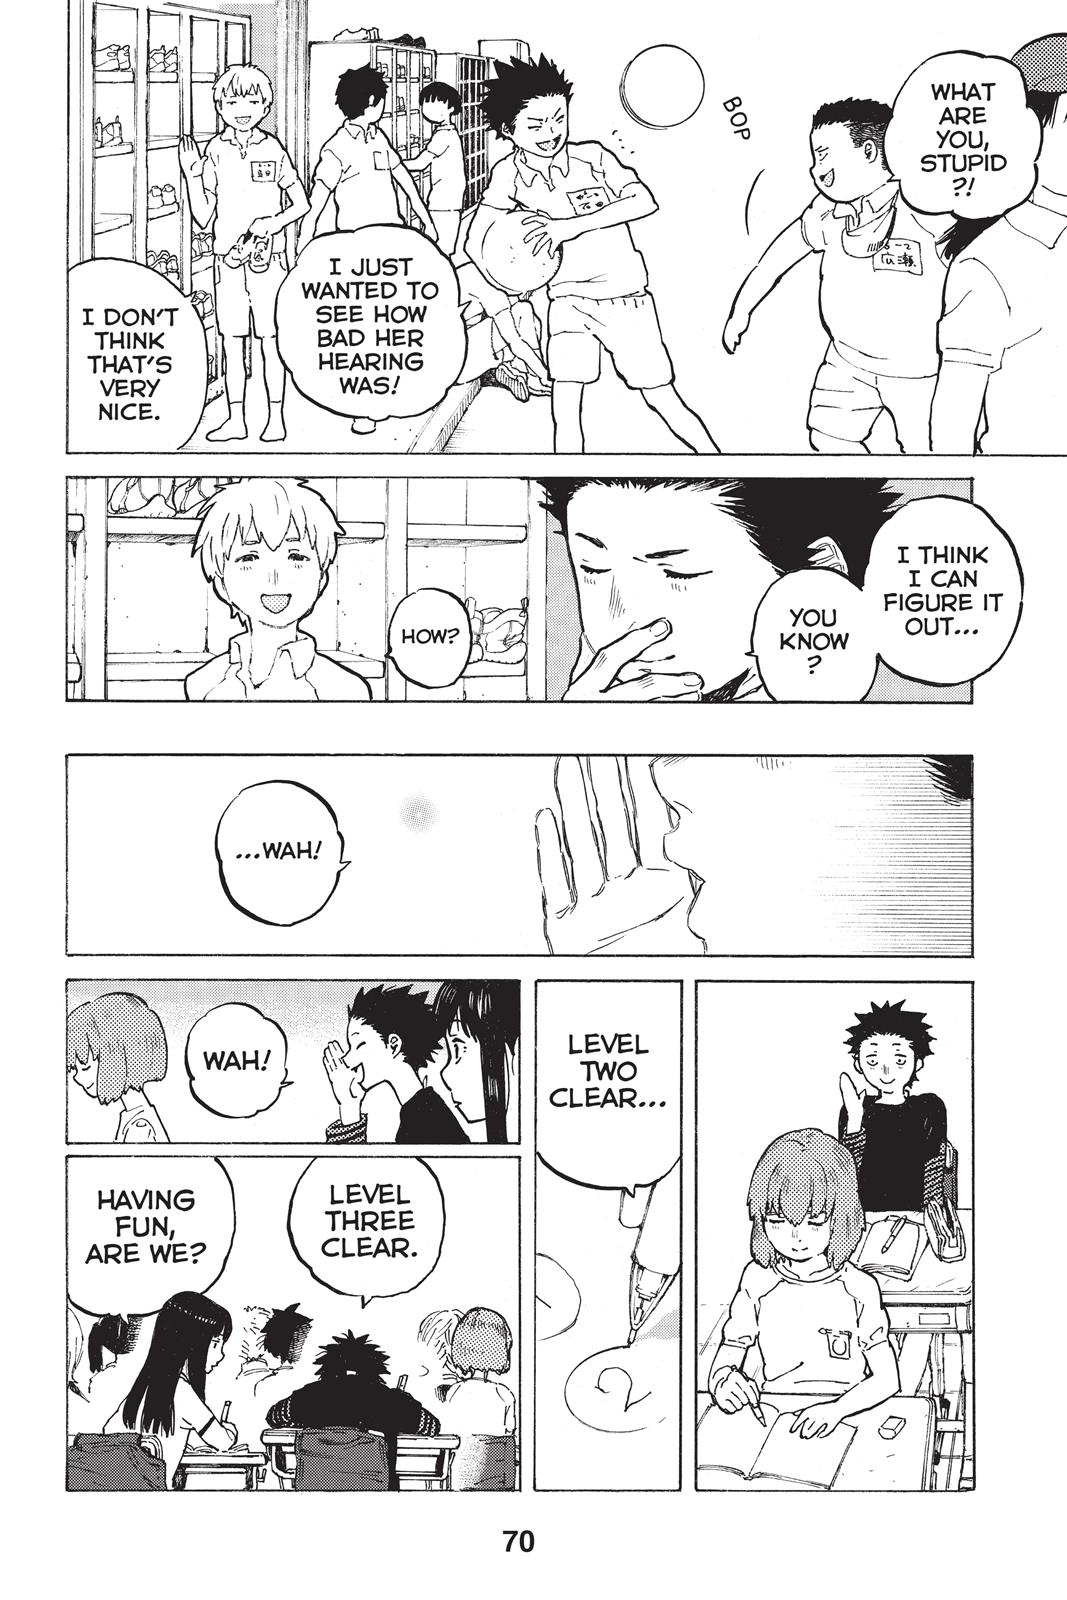 WHAT
ARE
YOU,
STUPID
?!
BOP
I JUST
WANTED TO
SEE HOW
BAD HER
HEARING
WAS!
I DON'T
THINK
THAT'S
VERY
NICE.
I THINK
I CAN
FIGURE IT
OUT...
YOU
KNOW
?
HOW?
...WAH!
WAH!
LEVEL
TWO
CLEAR...
2
LEVEL
THREE
CLEAR.
HAVING
FUN,
ARE WE?
70